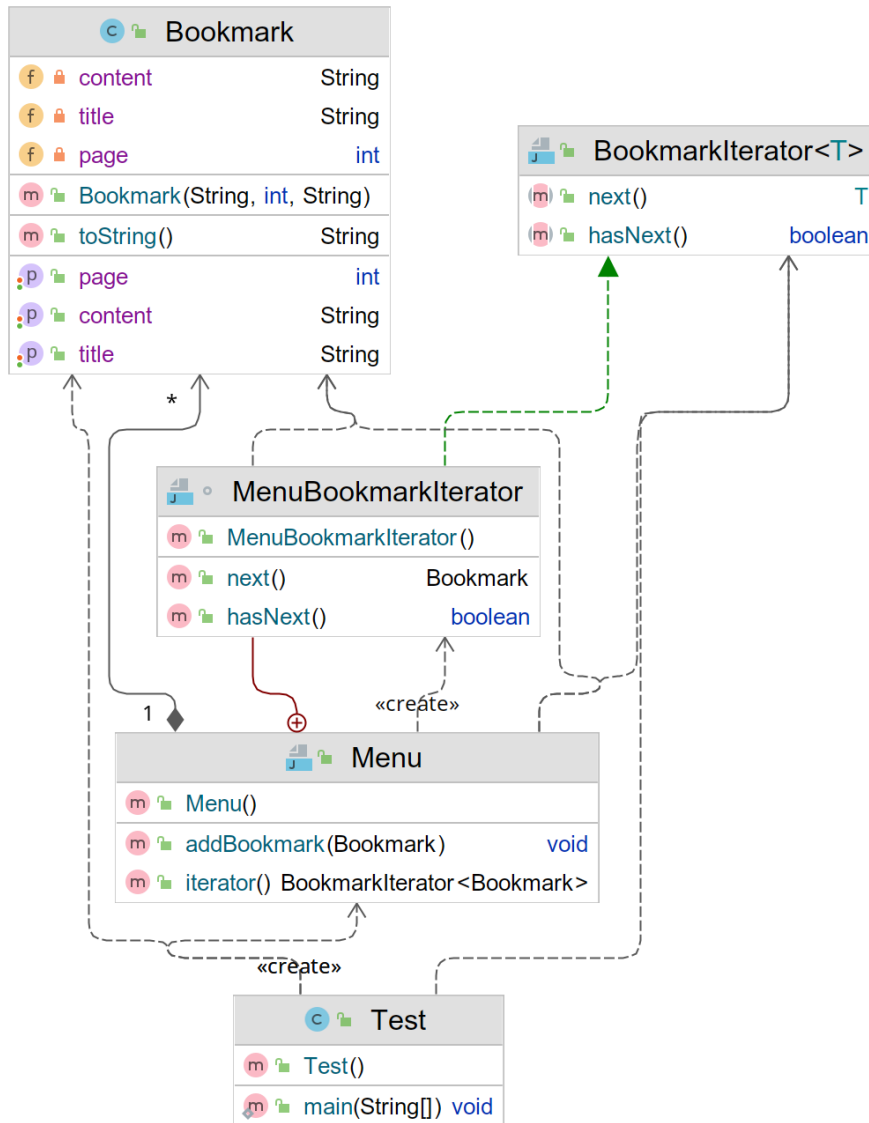 Bookmark
content String
title String
page int
Bookmark(String, int, String)
toString() String
page int
content String
title String
BookmarkIterator<T>
next() T
hasNext() boolean
*
MenuBookmarkIterator
MenuBookmarkIterator()
next() Bookmark
hasNext() boolean
«create»
1
Menu
Menu()
addBookmark(Bookmark) void
iterator() BookmarkIterator<Bookmark>
«create»
Test
Test()
main(String[]) void